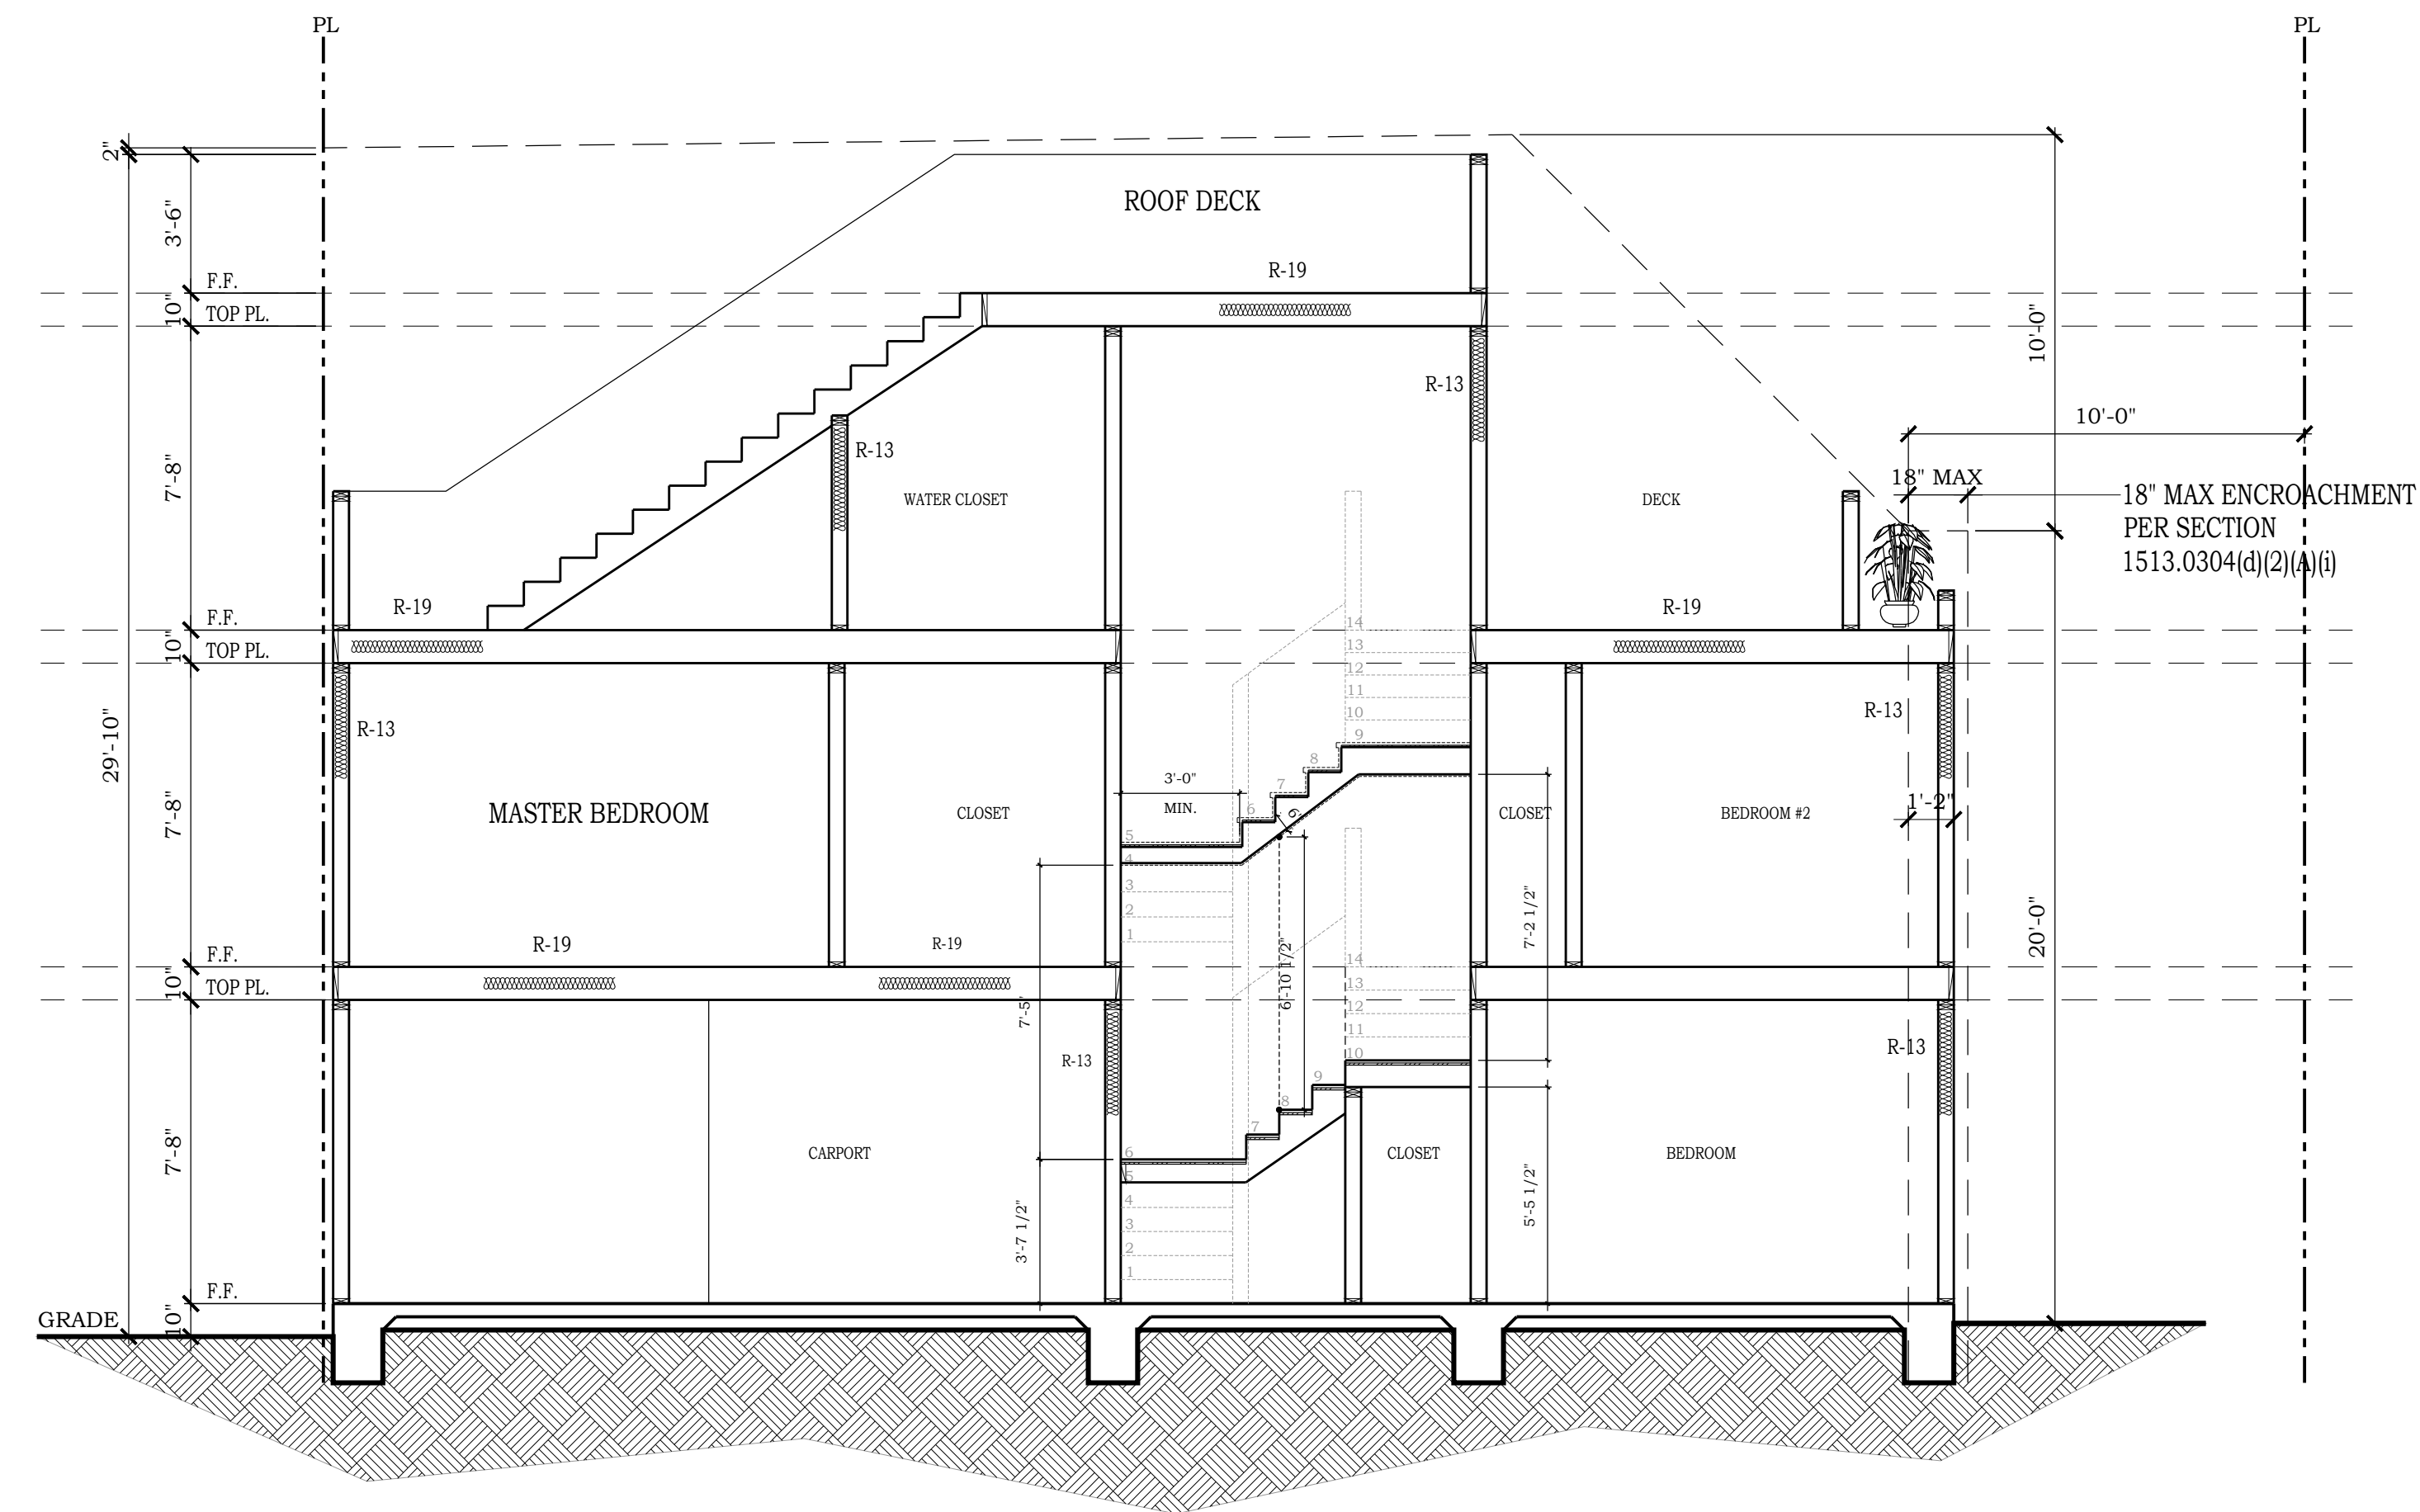 PL
PL
2"
3'-6"
ROOF DECK
F.F.
R-19
10"
TOP PL.
10'-0"
R-13
10'-0"
R-13
7'-8"
WATER CLOSET
DECK
18" MAX
18" MAX ENCROACHMENT
PER SECTION
1513.0304(d)(2)(A)(i)
R-19
R-19
F.F.
14
10"
TOP PL.
13
12
11
10
R-13
R-13
9
29'-10"
8
3'-0"
7
MIN.
6
6"
7'-8"
MASTER BEDROOM
CLOSET
CLOSET
BEDROOM #2
1'-2"
5
4
3
2
1
7'-2 1/2"
20'-0"
R-19
R-19
F.F.
14
10"
TOP PL.
6'-10 1/2"
13
7'-5"
12
11
R-13
10
R-13
9
8
7
7'-8"
CARPORT
6
CLOSET
BEDROOM
5
4
3
2
1
3'-7 1/2"
5'-5 1/2"
F.F.
GRADE
10"